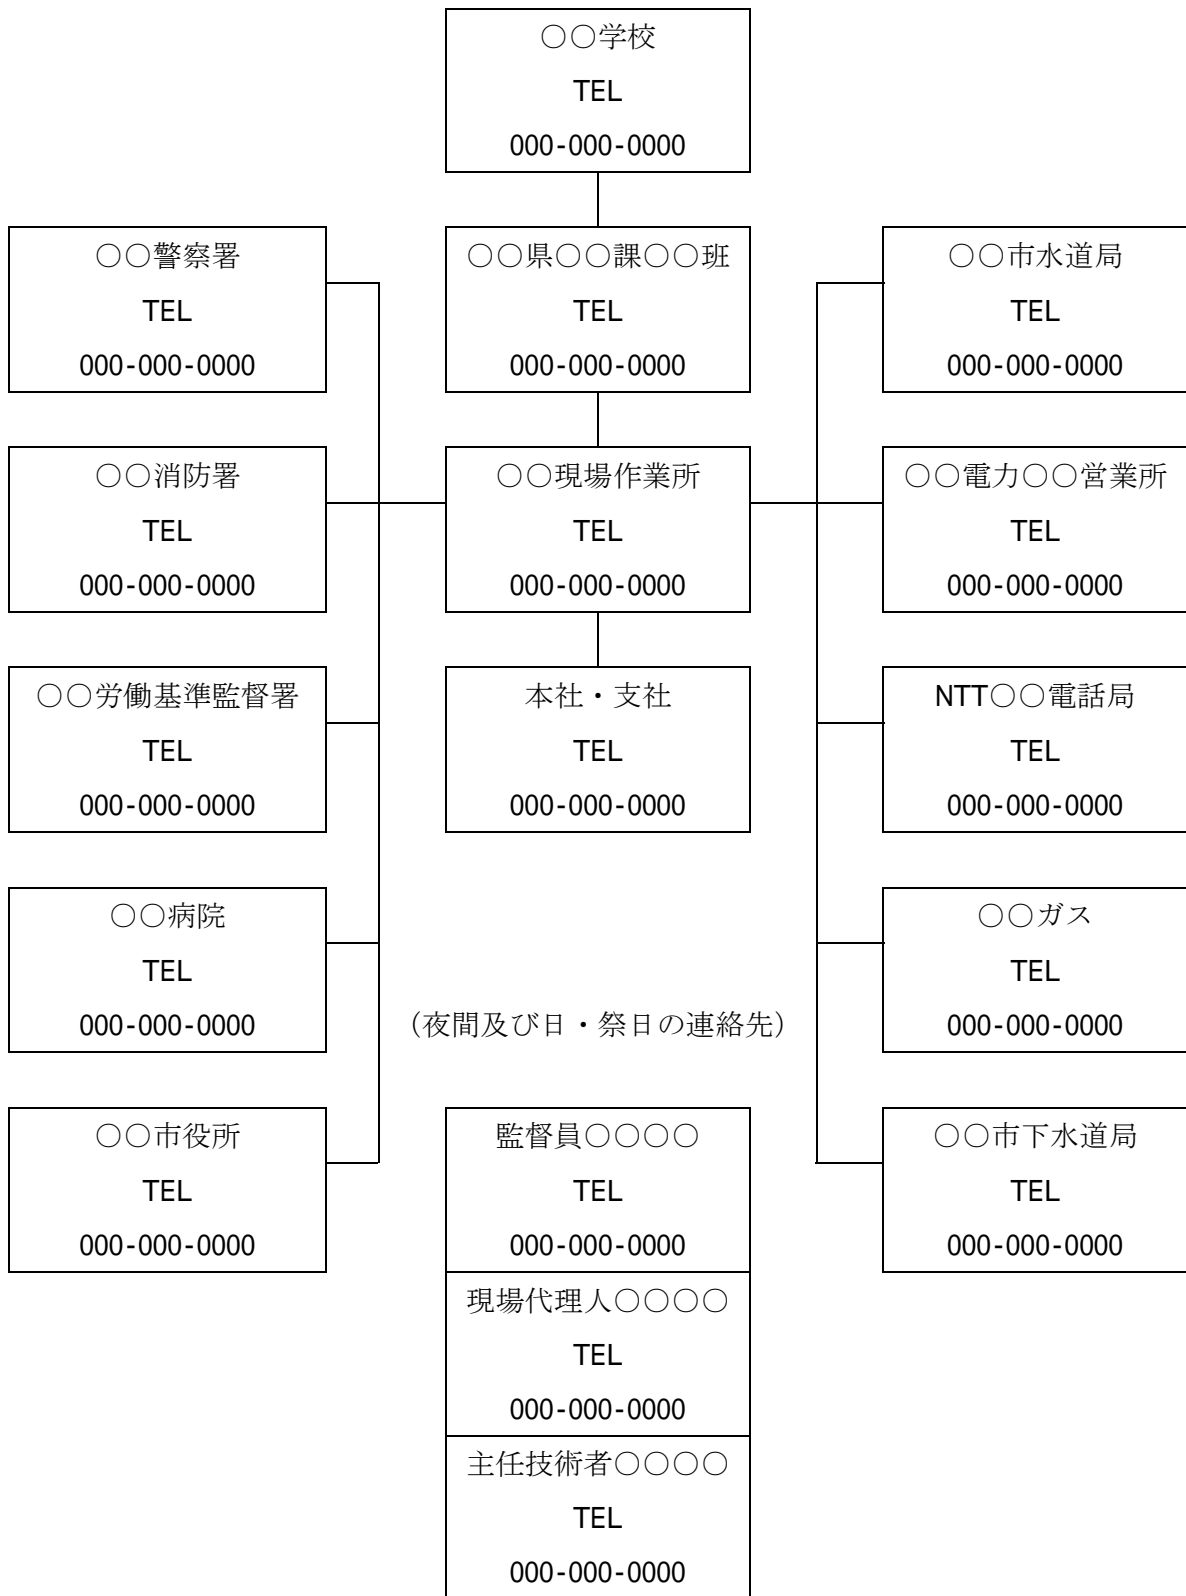 ○○学校
TEL
000-000-0000
○○警察署
TEL
000-000-0000
○○県○○課○○班
TEL
000-000-0000
○○市水道局
TEL
000-000-0000
○○消防署
TEL
000-000-0000
○○現場作業所
TEL
000-000-0000
○○電力○○営業所
TEL
000-000-0000
○○労働基準監督署
TEL
000-000-0000
本社・支社
TEL
000-000-0000
NTT○○電話局
TEL
000-000-0000
○○病院
TEL
000-000-0000
○○ガス
TEL
000-000-0000
(夜間及び日・祭日の連絡先)
○○市役所
TEL
000-000-0000
監督員○○○○
TEL
000-000-0000
○○市下水道局
TEL
000-000-0000
現場代理人○○○○
TEL
000-000-0000
主任技術者○○○○
TEL
000-000-0000